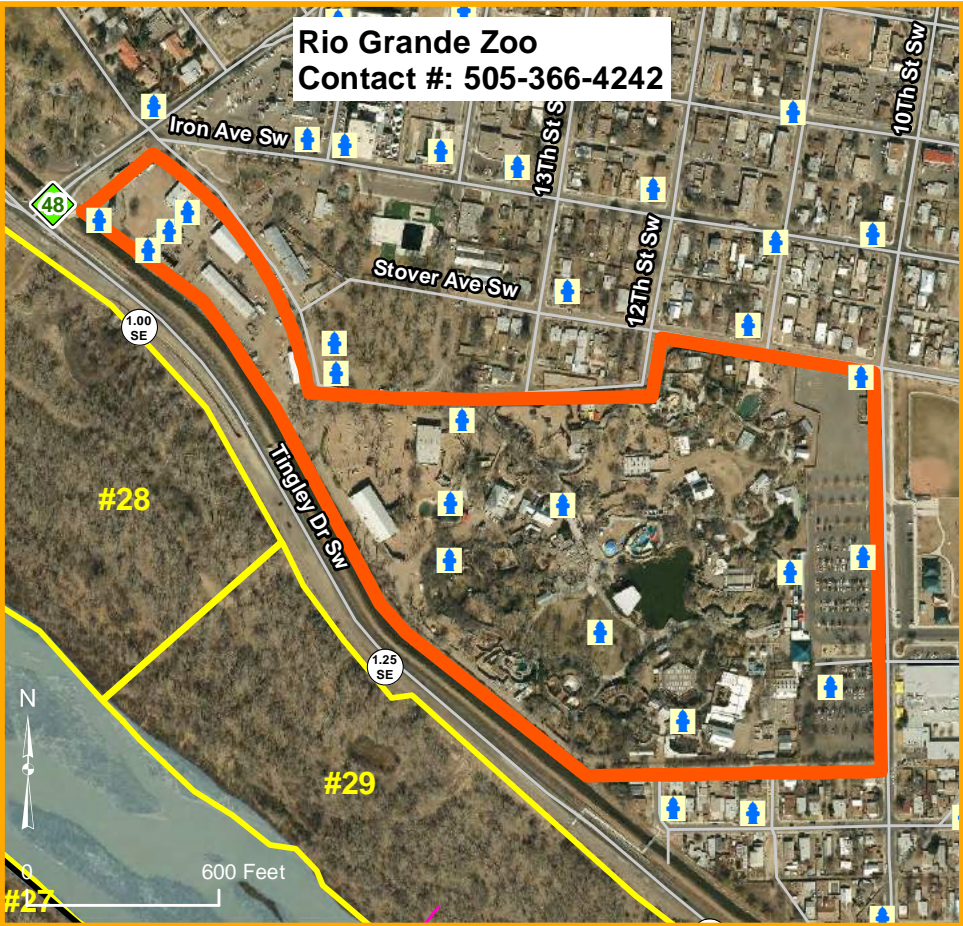 Rio Grande Zoo
Contact #: 505-366-4242
10Th St Sw
Iron Ave Sw
13Th St S
48
12Th St Sw
Stover Ave Sw
1.00
SE
Tingley Dr Sw
#28
1.25
SE
N
#29
0
600 Feet
#27